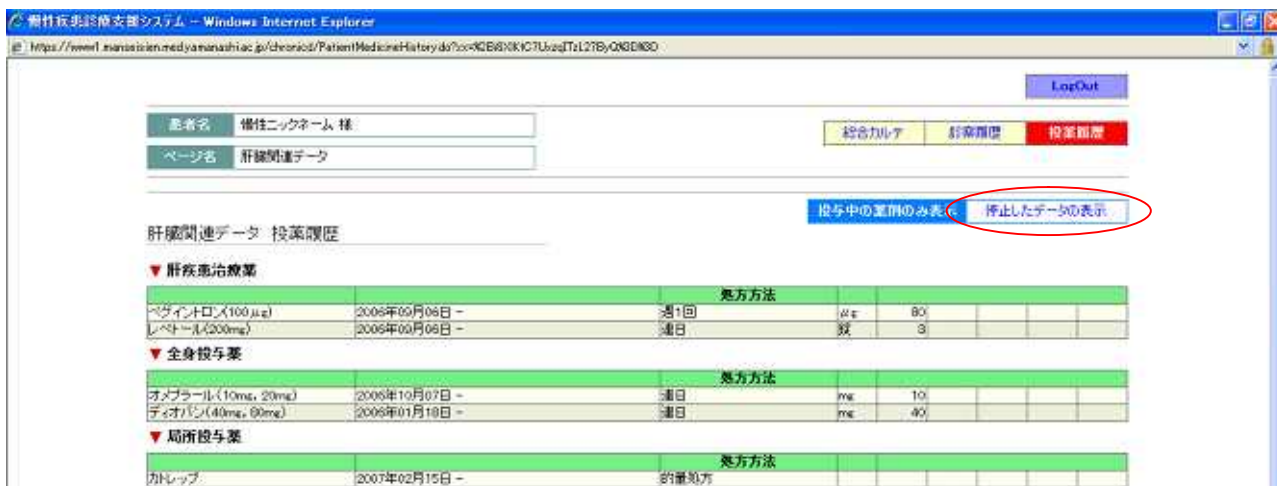 慢性疾患診療支援システム - Windows Internet Explorer
LogOut
患者名 慢性ニックネーム 様
総合カルテ 診察履歴 投薬履歴
ページ名 肝臓関連データ
投与中の薬剤のみ表示 停止したデータの表示
肝臓関連データ 投薬履歴
▼ 肝疾患治療薬
処方方法
ペグイントロン(100μg) 2006年09月06日 - 週1回 μg 80
レベトール(200mg) 2006年09月06日 - 連日 錠 3
▼ 全身投与薬
処方方法
オメプラール(10mg, 20mg) 2006年10月07日 - 連日 mg 10
ディオバン(40mg, 80mg) 2006年01月18日 - 連日 mg 40
▼ 局所投与薬
処方方法
カトレップ 2007年02月15日 -